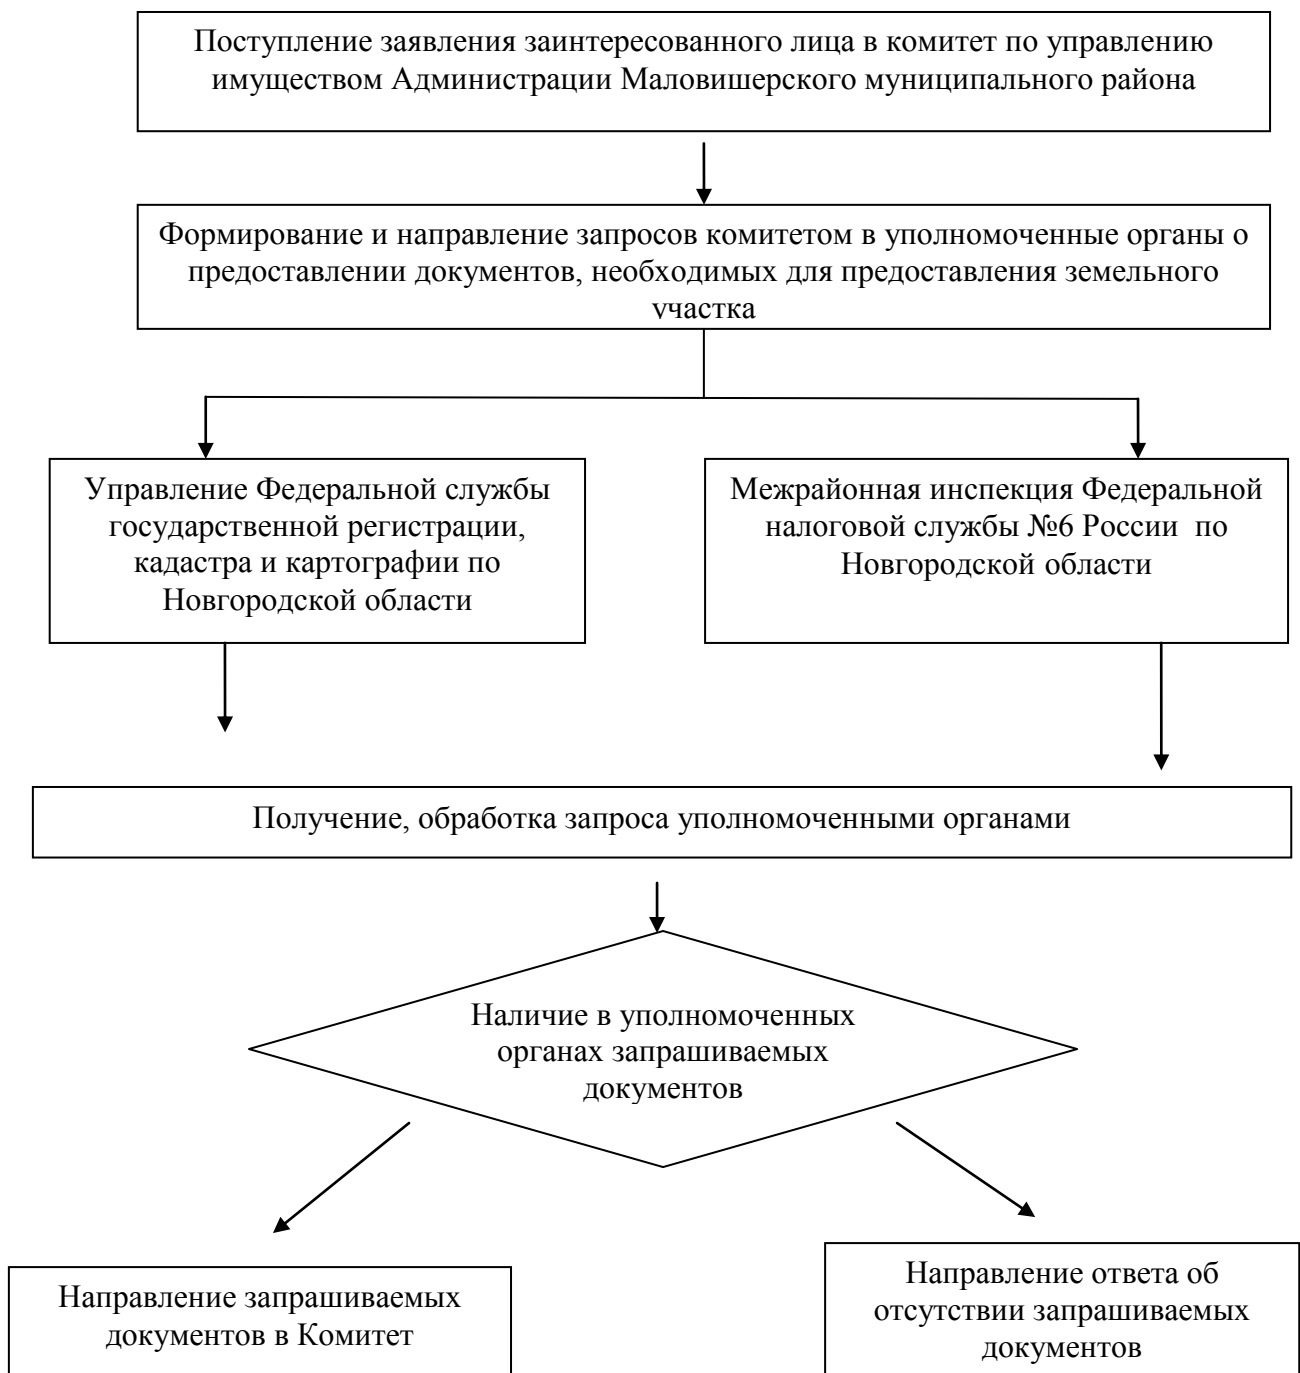 Поступление заявления заинтересованного лица в комитет по управлению
имуществом Администрации Маловишерского муниципального района
Формирование и направление запросов комитетом в уполномоченные органы о
предоставлении документов, необходимых для предоставления земельного
участка
Управление Федеральной службы
государственной регистрации,
кадастра и картографии по
Новгородской области
Межрайонная инспекция Федеральной
налоговой службы №6 России по
Новгородской области
Получение, обработка запроса уполномоченными органами
Наличие в уполномоченных
органах запрашиваемых
документов
Направление запрашиваемых
документов в Комитет
Направление ответа об
отсутствии запрашиваемых
документов